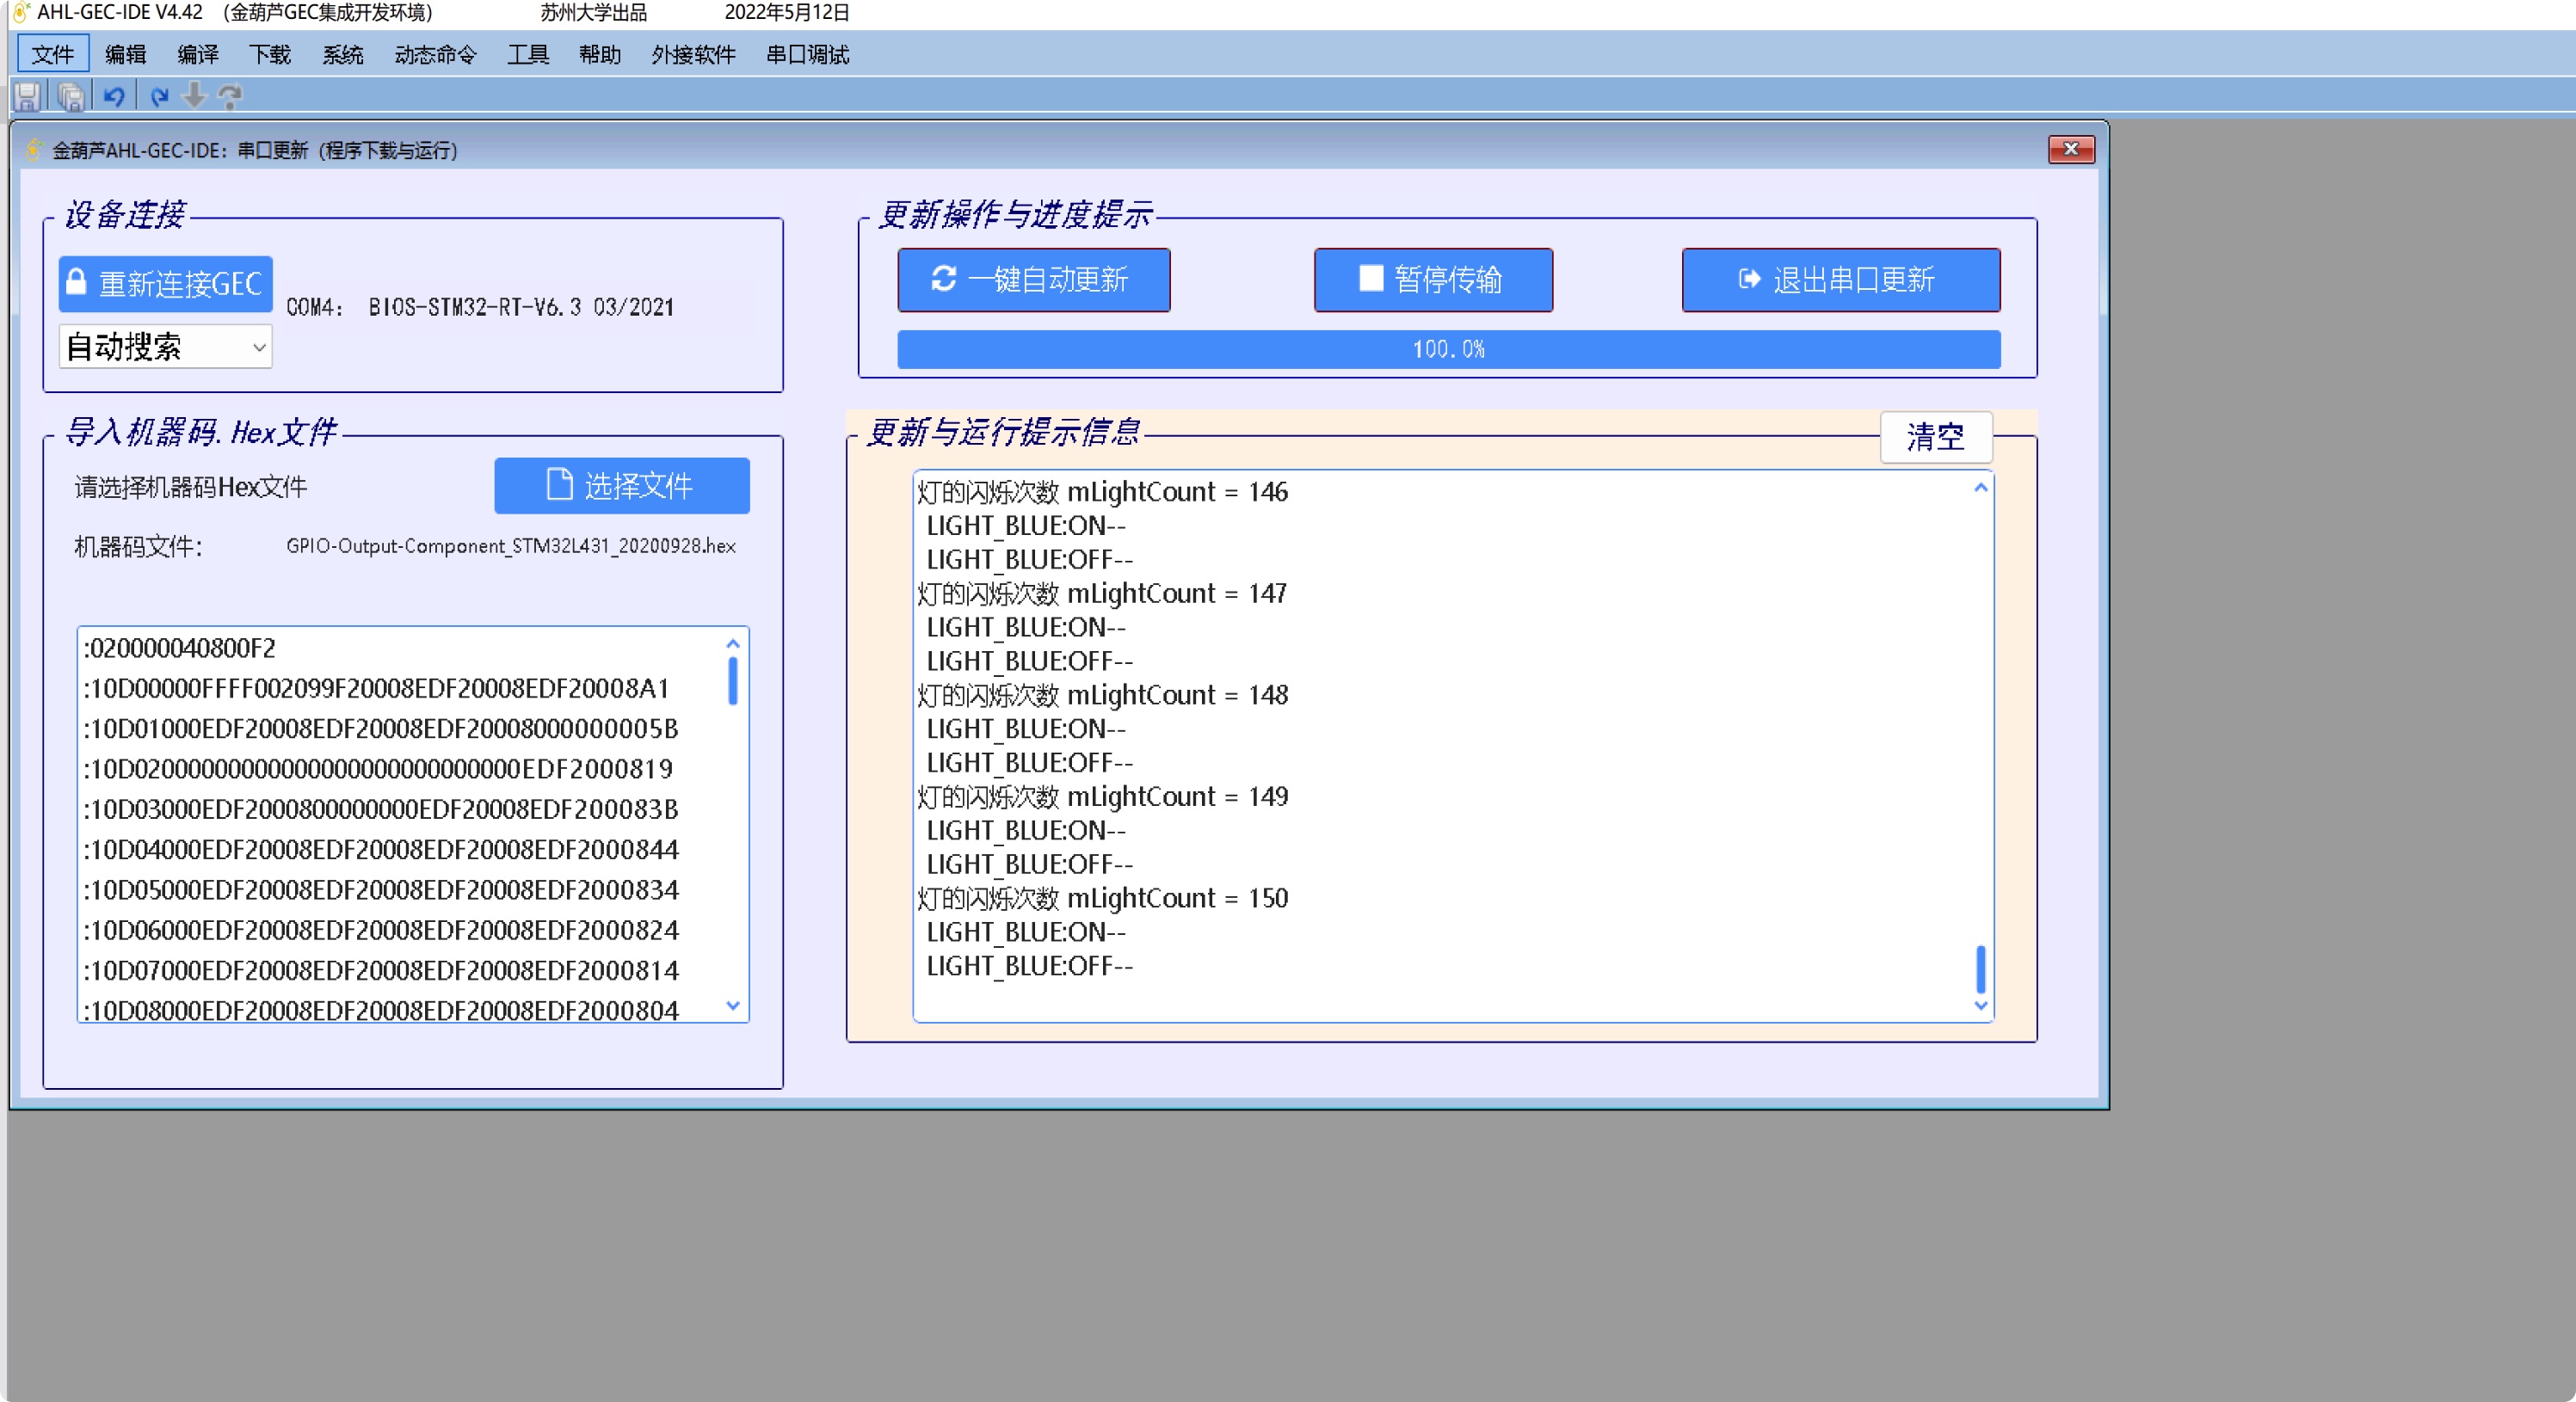 AHL-GEC-IDE V4.42 （金葫芦GEC集成开发环境） 苏州大学出品 2022年5月12日
文件 编辑 编译 下载 系统 动态命令 工具 帮助 外接软件 串口调试
金葫芦AHL-GEC-IDE：串口更新（程序下载与运行）
设备连接
重新连接GEC
COM4： BIOS-STM32-RT-V6.3 03/2021
自动搜索
更新操作与进度提示
一键自动更新 暂停传输 退出串口更新
100.0%
导入机器码.Hex文件
请选择机器码Hex文件 选择文件
机器码文件： GPIO-Output-Component_STM32L431_20200928.hex
:020000040800F2
:10D00000FFFF002099F20008EDF20008EDF20008A1
:10D01000EDF20008EDF20008EDF20008000000005B
:10D02000000000000000000000000000EDF2000819
:10D03000EDF2000800000000EDF20008EDF200083B
:10D04000EDF20008EDF20008EDF20008EDF2000844
:10D05000EDF20008EDF20008EDF20008EDF2000834
:10D06000EDF20008EDF20008EDF20008EDF2000824
:10D07000EDF20008EDF20008EDF20008EDF2000814
:10D08000EDF20008EDF20008EDF20008EDF2000804
更新与运行提示信息
清空
灯的闪烁次数 mLightCount = 146
LIGHT_BLUE:ON--
LIGHT_BLUE:OFF--
灯的闪烁次数 mLightCount = 147
LIGHT_BLUE:ON--
LIGHT_BLUE:OFF--
灯的闪烁次数 mLightCount = 148
LIGHT_BLUE:ON--
LIGHT_BLUE:OFF--
灯的闪烁次数 mLightCount = 149
LIGHT_BLUE:ON--
LIGHT_BLUE:OFF--
灯的闪烁次数 mLightCount = 150
LIGHT_BLUE:ON--
LIGHT_BLUE:OFF--